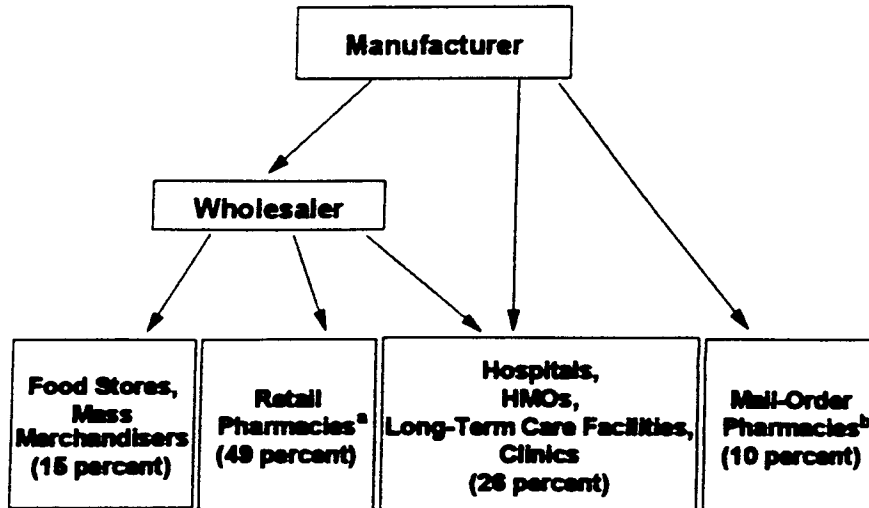 Manufacturer
Wholesaler
Food Stores,
Mass
Merchandisers
(15 percent)
Retail
Pharmacies^a
(49 percent)
Hospitals,
HMOs,
Long-Term Care Facilities,
Clinics
(26 percent)
Mail-Order
Pharmacies^b
(10 percent)